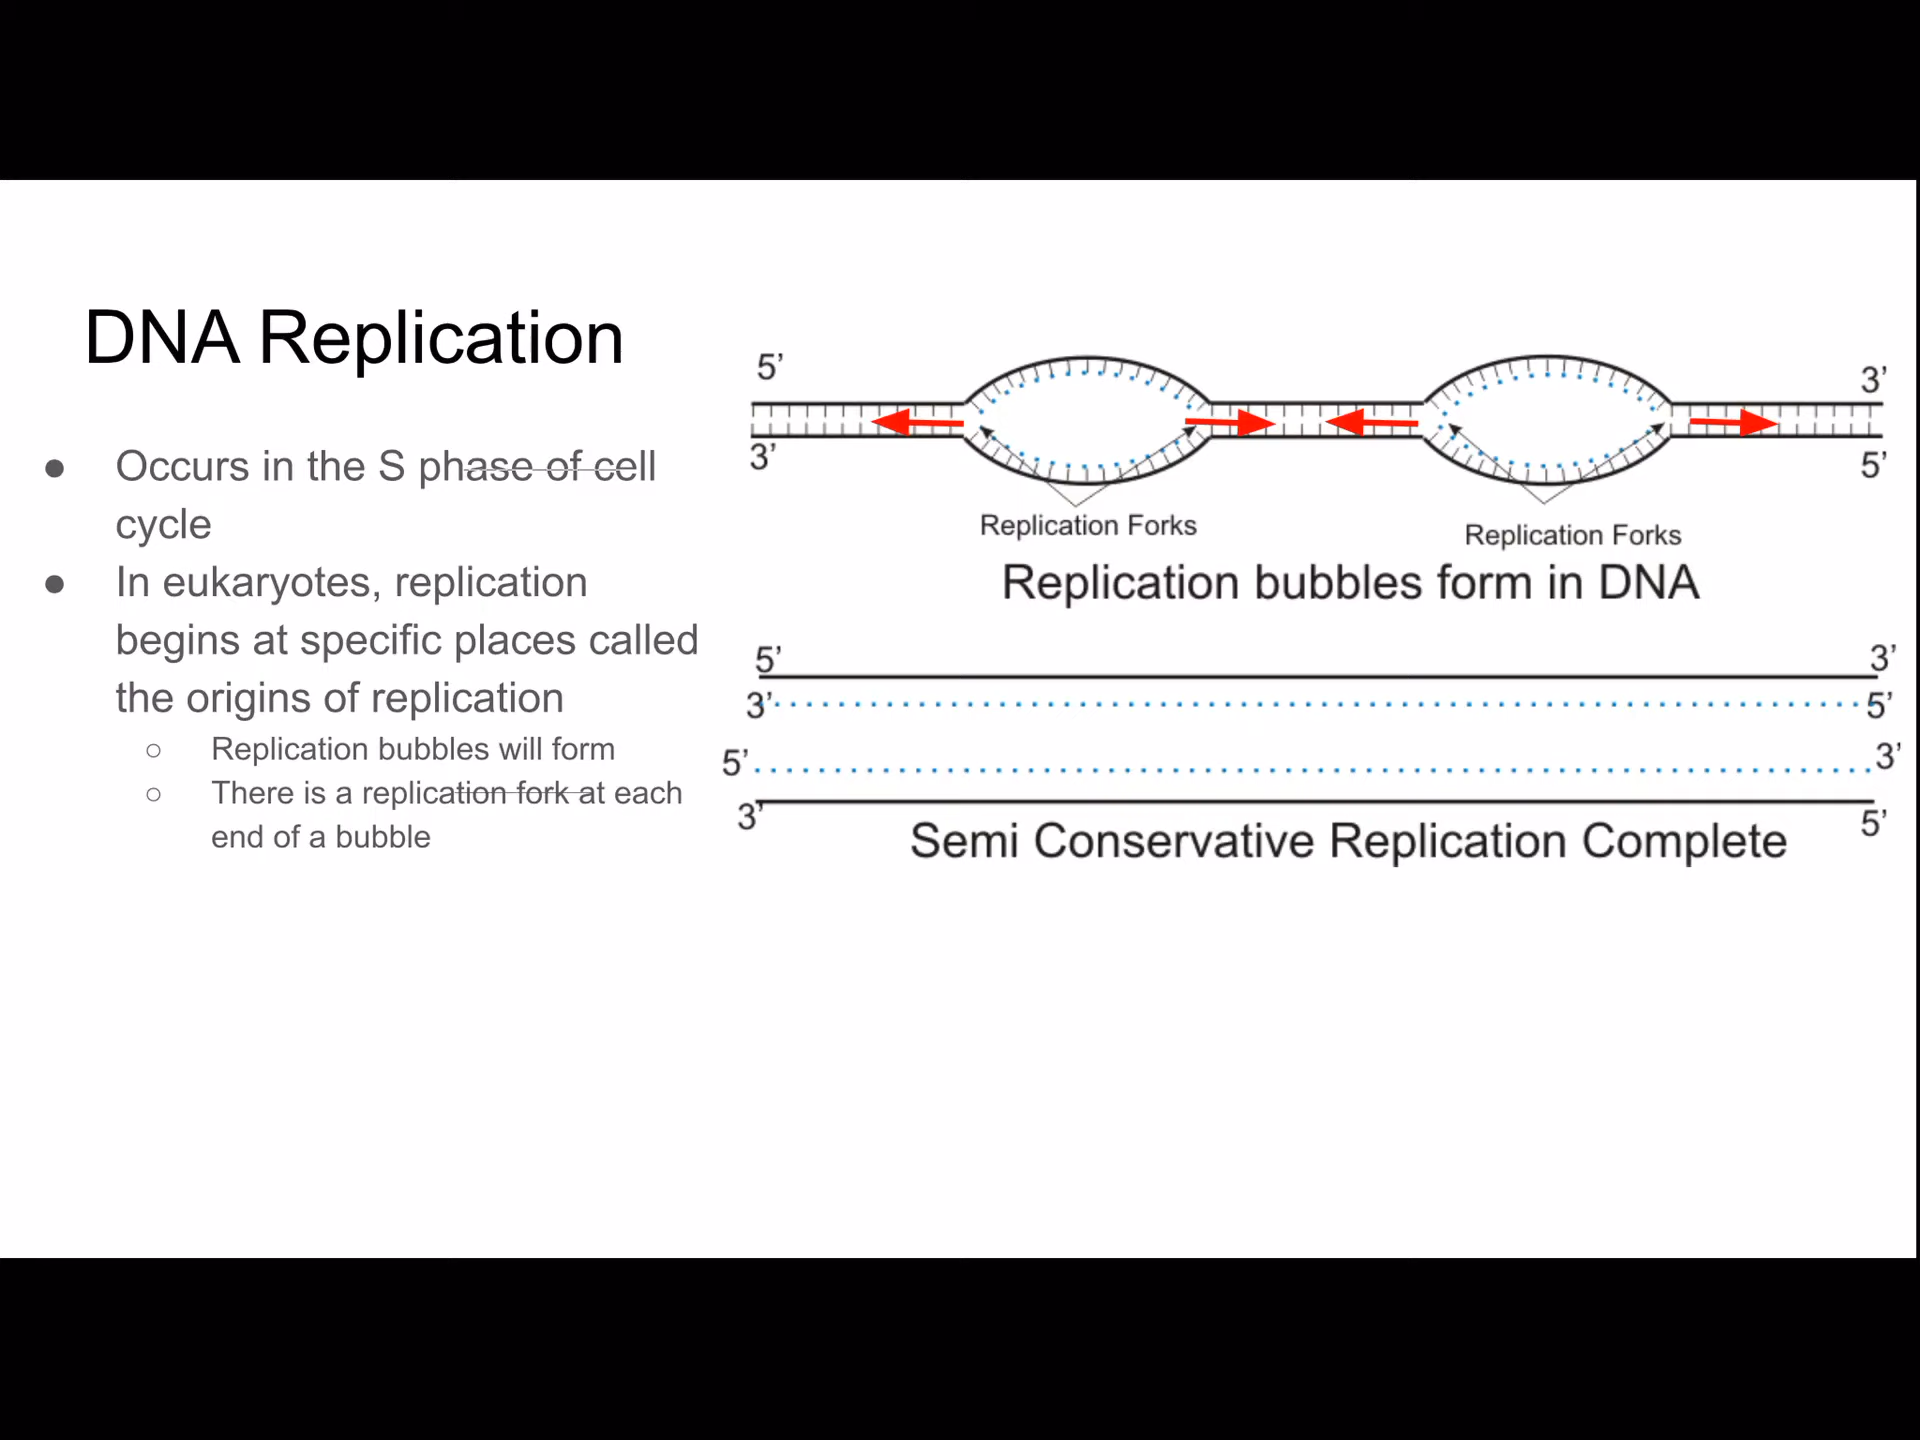 DNA Replication
● Occurs in the S phase of cell
cycle
● In eukaryotes, replication
begins at specific places called
the origins of replication
○ Replication bubbles will form
○ There is a replication fork at each
end of a bubble
5’
3’
3’
5’
Replication Forks
Replication Forks
Replication bubbles form in DNA
5’
3’
3’
5’
5’
3’
3’
5’
Semi Conservative Replication Complete